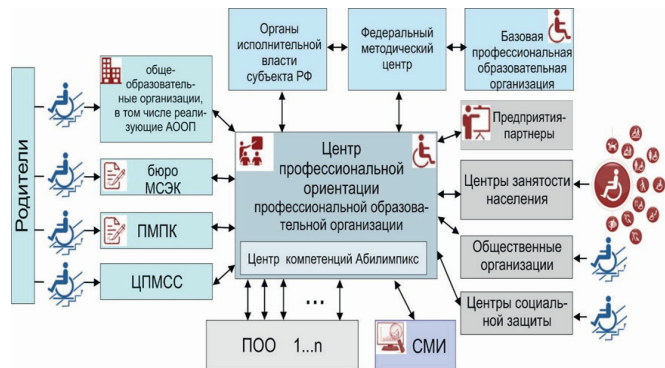 Органы
исполнительной
власти
субъекта РФ
Федеральный
методический
центр
Базовая
профессиональная
образовательная
организация
Родители
обще-
образователь-
ные организации,
в том числе реали-
зующие АООП
бюро
МСЭК
ПМПК
ЦПМСС
Центр
профессиональной
ориентации
профессиональной образова-
тельной организации
Центр компетенций Абилимпикс
Предприятия-
партнеры
Центры занятости
населения
Общественные
организации
Центры социаль-
ной защиты
...
ПОО 1...n
СМИ